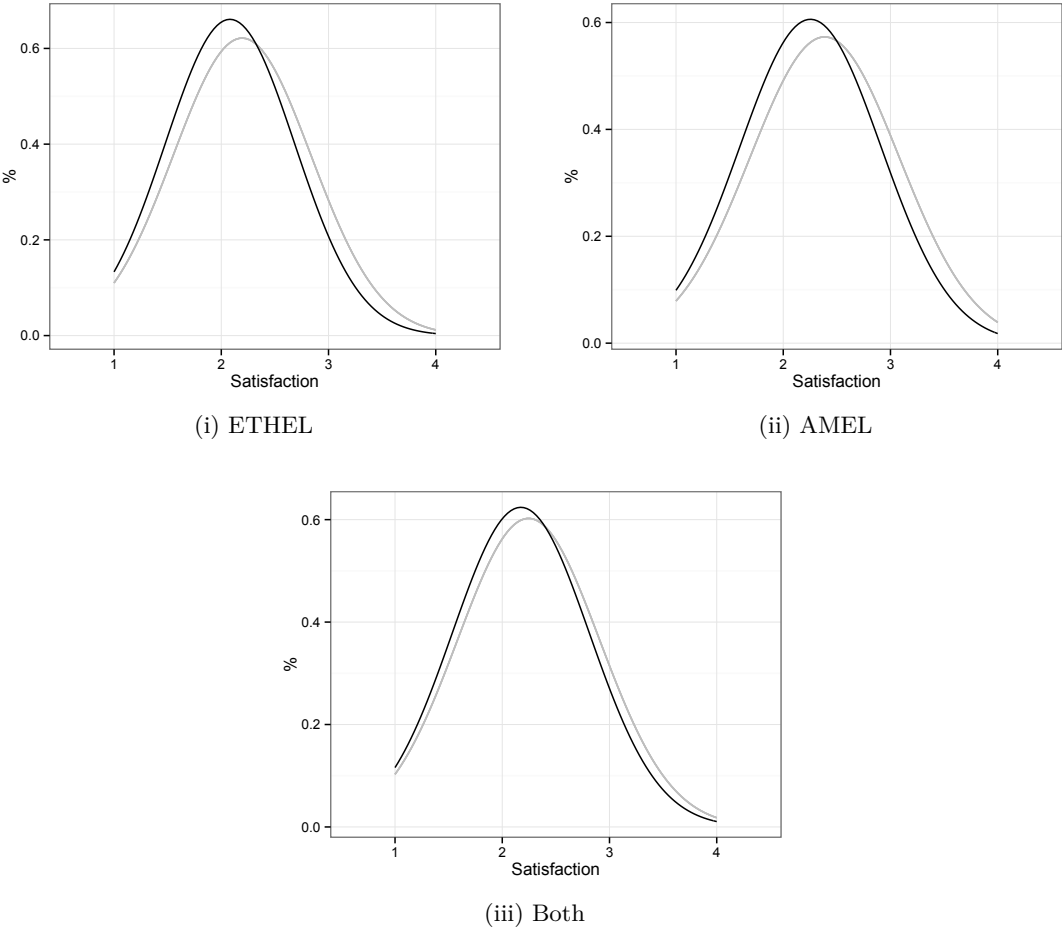 0.6
0.4
0.2
0.0
%
1 2 3 4
Satisfaction
(i) ETHEL
0.6
0.4
0.2
0.0
%
1 2 3 4
Satisfaction
(ii) AMEL
0.6
0.4
0.2
0.0
%
1 2 3 4
Satisfaction
(iii) Both